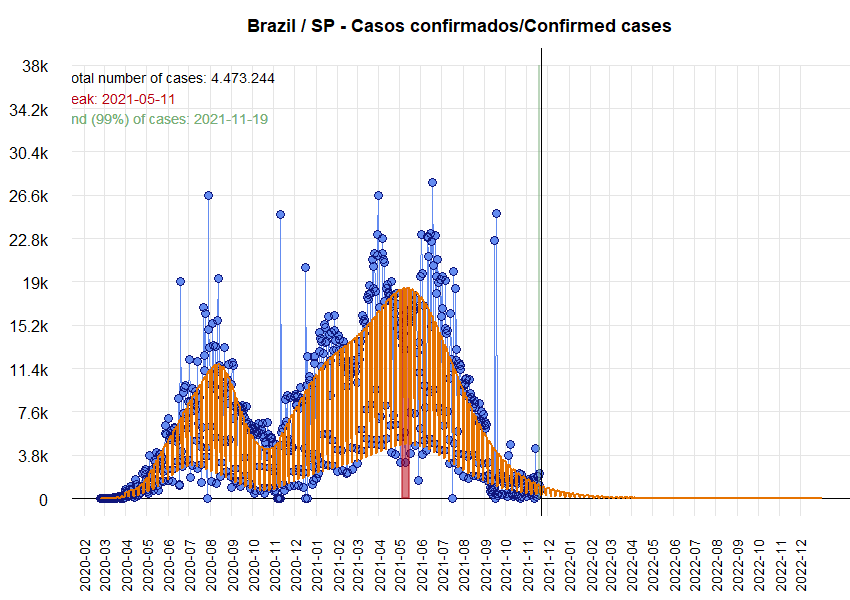 Brazil / SP - Casos confirmados/Confirmed cases
38k
34.2k
30.4k
26.6k
22.8k
19k
15.2k
11.4k
7.6k
3.8k
0
otal number of cases: 4.473.244
eak: 2021-05-11
nd (99%) of cases: 2021-11-19
2020-02
2020-03
2020-04
2020-05
2020-06
2020-07
2020-08
2020-09
2020-10
2020-11
2020-12
2021-01
2021-02
2021-03
2021-04
2021-05
2021-06
2021-07
2021-08
2021-09
2021-10
2021-11
2021-12
2022-01
2022-02
2022-03
2022-04
2022-05
2022-06
2022-07
2022-08
2022-09
2022-10
2022-11
2022-12